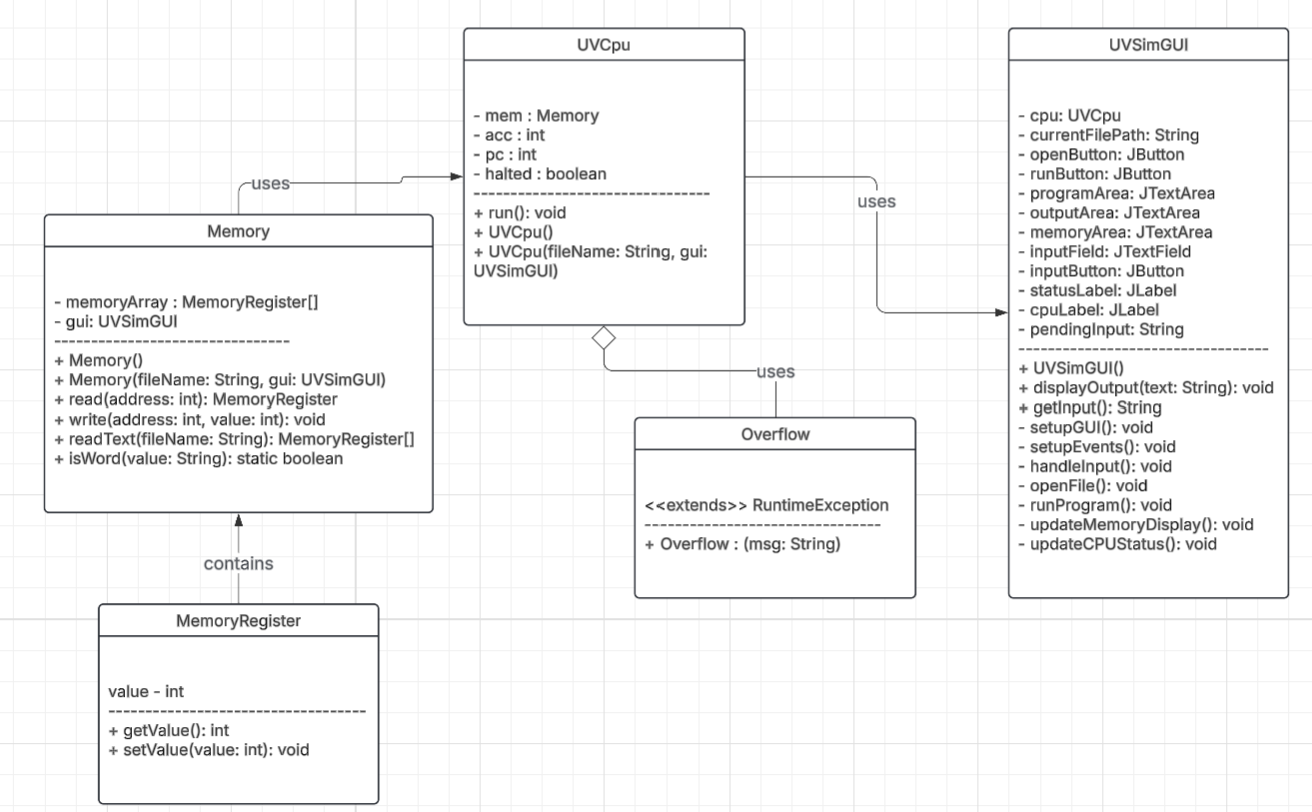 UVCpu
- mem : Memory
- acc : int
- pc : int
- halted : boolean
---------------------------------
+ run(): void
+ UVCpu()
+ UVCpu(fileName: String, gui:
UVSimGUI)
UVSimGUI
- cpu: UVCpu
- currentFilePath: String
- openButton: JButton
- runButton: JButton
- programArea: JTextArea
- outputArea: JTextArea
- memoryArea: JTextArea
- inputField: JTextField
- inputButton: JButton
- statusLabel: JLabel
- cpuLabel: JLabel
- pendingInput: String
-----------------------------------
+ UVSimGUI()
+ displayOutput(text: String): void
+ getInput(): String
- setupGUI(): void
- setupEvents(): void
- handleInput(): void
- openFile(): void
- runProgram(): void
- updateMemoryDisplay(): void
- updateCPUStatus(): void
uses
uses
Memory
- memoryArray : MemoryRegister[]
- gui: UVSimGUI
---------------------------------
+ Memory()
+ Memory(fileName: String, gui: UVSimGUI)
+ read(address: int): MemoryRegister
+ write(address: int, value: int): void
+ readText(fileName: String): MemoryRegister[]
+ isWord(value: String): static boolean
uses
Overflow
<<extends>> RuntimeException
---------------------------------
+ Overflow : (msg: String)
contains
MemoryRegister
value - int
------------------------------------
+ getValue(): int
+ setValue(value: int): void